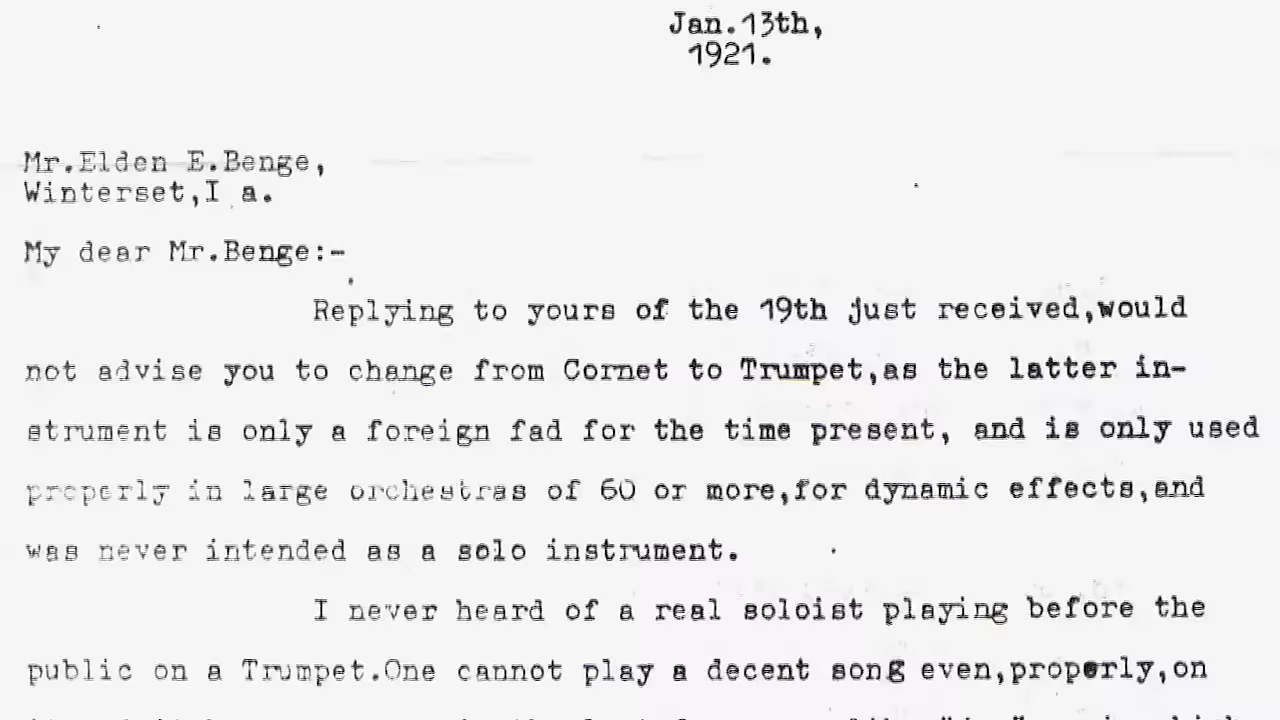 Jan.13th,
1921.
Mr.Elden E.Benge,
Winterset,I a.
My dear Mr.Benge:-
Replying to yours of the 19th just received,would
not advise you to change from Cornet to Trumpet,as the latter in-
strument is only a foreign fad for the time present, and is only used
properly in large orchestras of 60 or more,for dynamic effects,and
was never intended as a solo instrument.
I never heard of a real soloist playing before the
public on a Trumpet.One cannot play a decent song even,properly,on